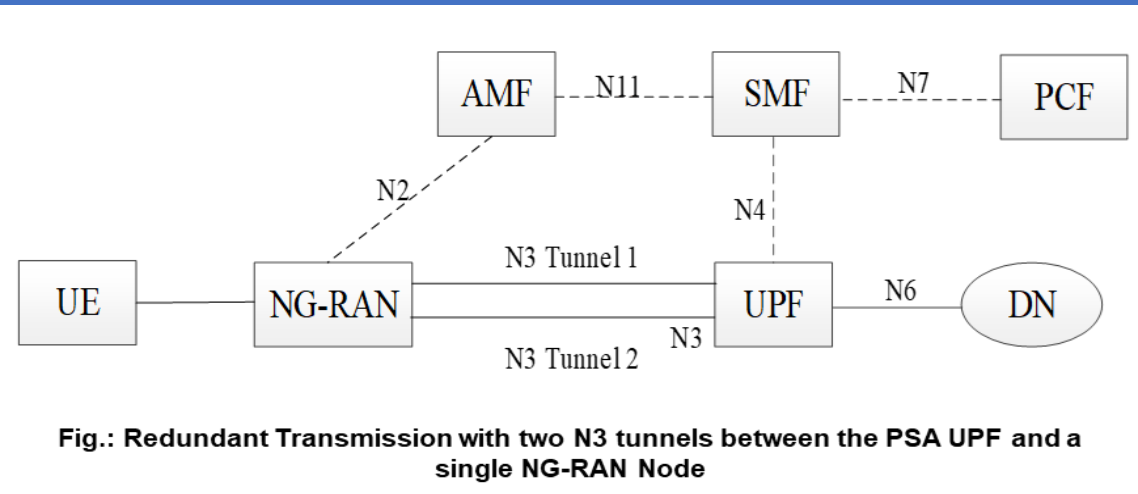 AMF
N11
SMF
N7
PCF
N2
N4
N3 Tunnel 1
UE
NG-RAN
UPF
N6
DN
N3
N3 Tunnel 2
Fig.: Redundant Transmission with two N3 tunnels between the PSA UPF and a
single NG-RAN Node